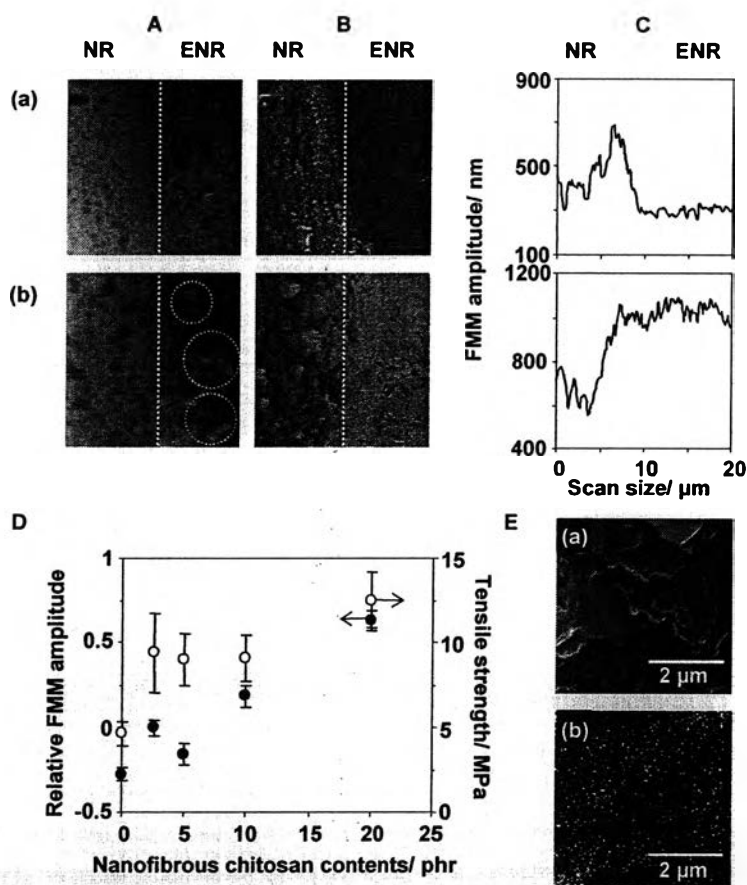 A B C
NR ENR NR ENR NR ENR
(a)
(b)
900
500
100
1200
800
400
FMM amplitude/ nm
0 10 20
Scan size/ µm
D
1
0.5
0
-0.5
Relative FMM amplitude
15
10
5
0
Tensile strength/ MPa
0 5 10 15 20 25
Nanofibrous chitosan contents/ phr
E
(a)
2 µm
(b)
2 µm